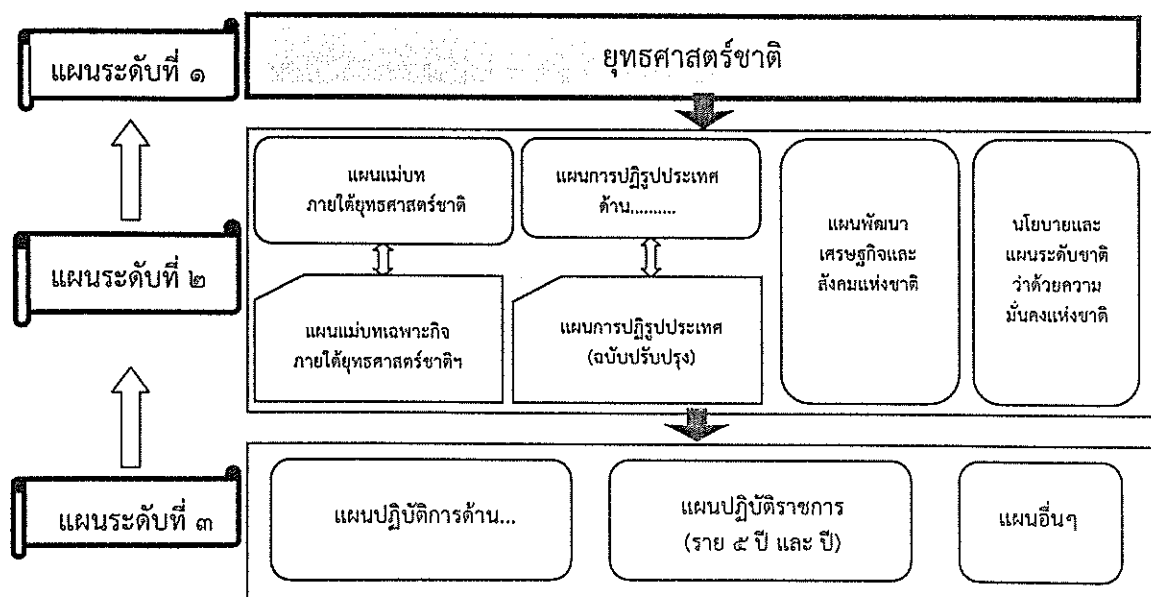 แผนระดับที่ ๑
ยุทธศาสตร์ชาติ
แผนระดับที่ ๒
แผนแม่บท
ภายใต้ยุทธศาสตร์ชาติ
แผนการปฏิรูปประเทศ
ด้าน..........
แผนแม่บทเฉพาะกิจ
ภายใต้ยุทธศาสตร์ชาติฯ
แผนการปฏิรูปประเทศ
(ฉบับปรับปรุง)
แผนพัฒนา
เศรษฐกิจและ
สังคมแห่งชาติ
นโยบายและ
แผนระดับชาติ
ว่าด้วยความ
มั่นคงแห่งชาติ
แผนระดับที่ ๓
แผนปฏิบัติการด้าน...
แผนปฏิบัติราชการ
(ราย ๕ ปี และ ปี)
แผนอื่นๆ